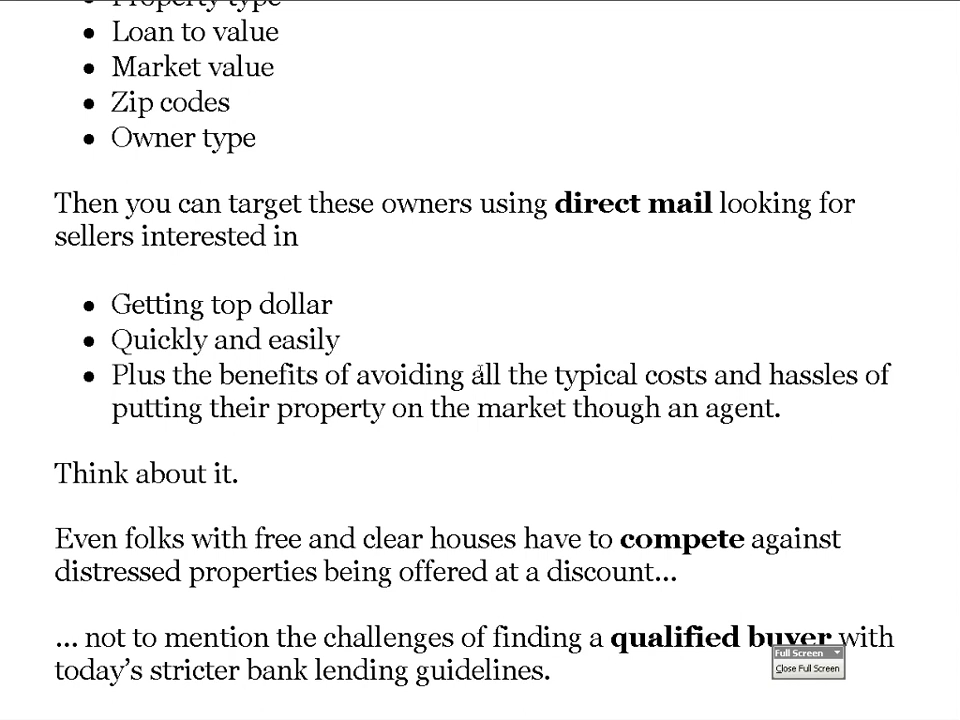 Property type
Loan to value
Market value
Zip codes
Owner type
Then you can target these owners using direct mail looking for
sellers interested in
Getting top dollar
Quickly and easily
Plus the benefits of avoiding all the typical costs and hassles of
putting their property on the market though an agent.
Think about it.
Even folks with free and clear houses have to compete against
distressed properties being offered at a discount...
... not to mention the challenges of finding a qualified buyer with
today's stricter bank lending guidelines.
Full Screen
Close Full Screen